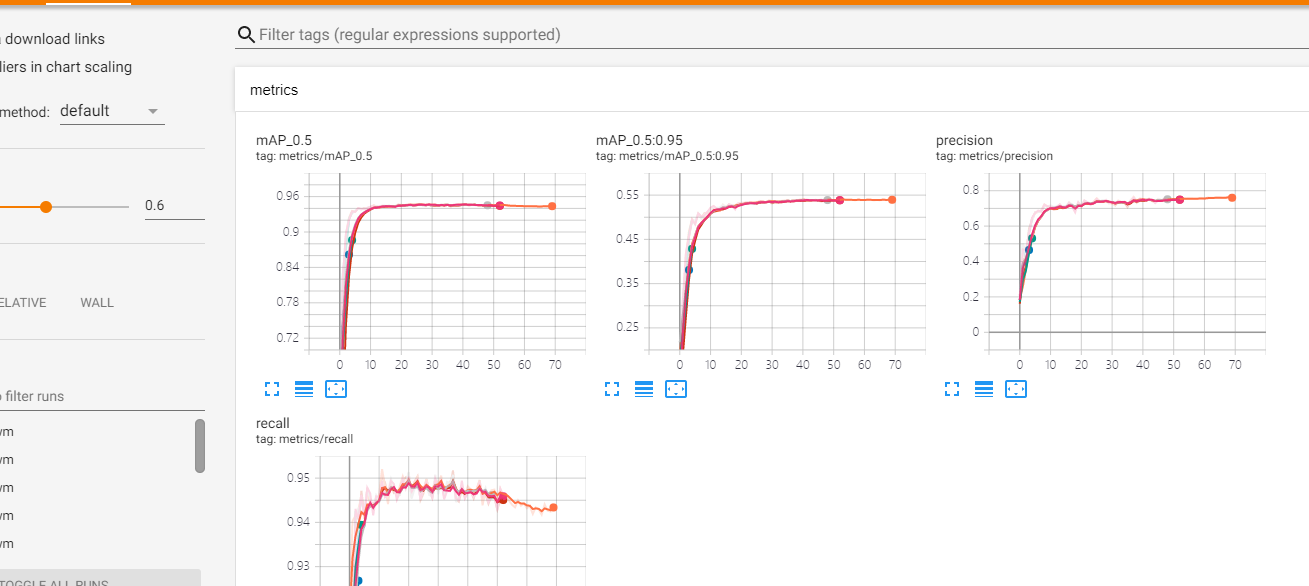 download links
liers in chart scaling
method: default
0.6
ELATIVE WALL
filter runs
wm
wm
wm
wm
wm
TOGGLE ALL RUNS
Filter tags (regular expressions supported)
metrics
mAP_0.5
tag: metrics/mAP_0.5
0.96
0.9
0.84
0.78
0.72
0 10 20 30 40 50 60 70
mAP_0.5:0.95
tag: metrics/mAP_0.5:0.95
0.55
0.45
0.35
0.25
0 10 20 30 40 50 60 70
precision
tag: metrics/precision
0.8
0.6
0.4
0.2
0
0 10 20 30 40 50 60 70
recall
tag: metrics/recall
0.95
0.94
0.93